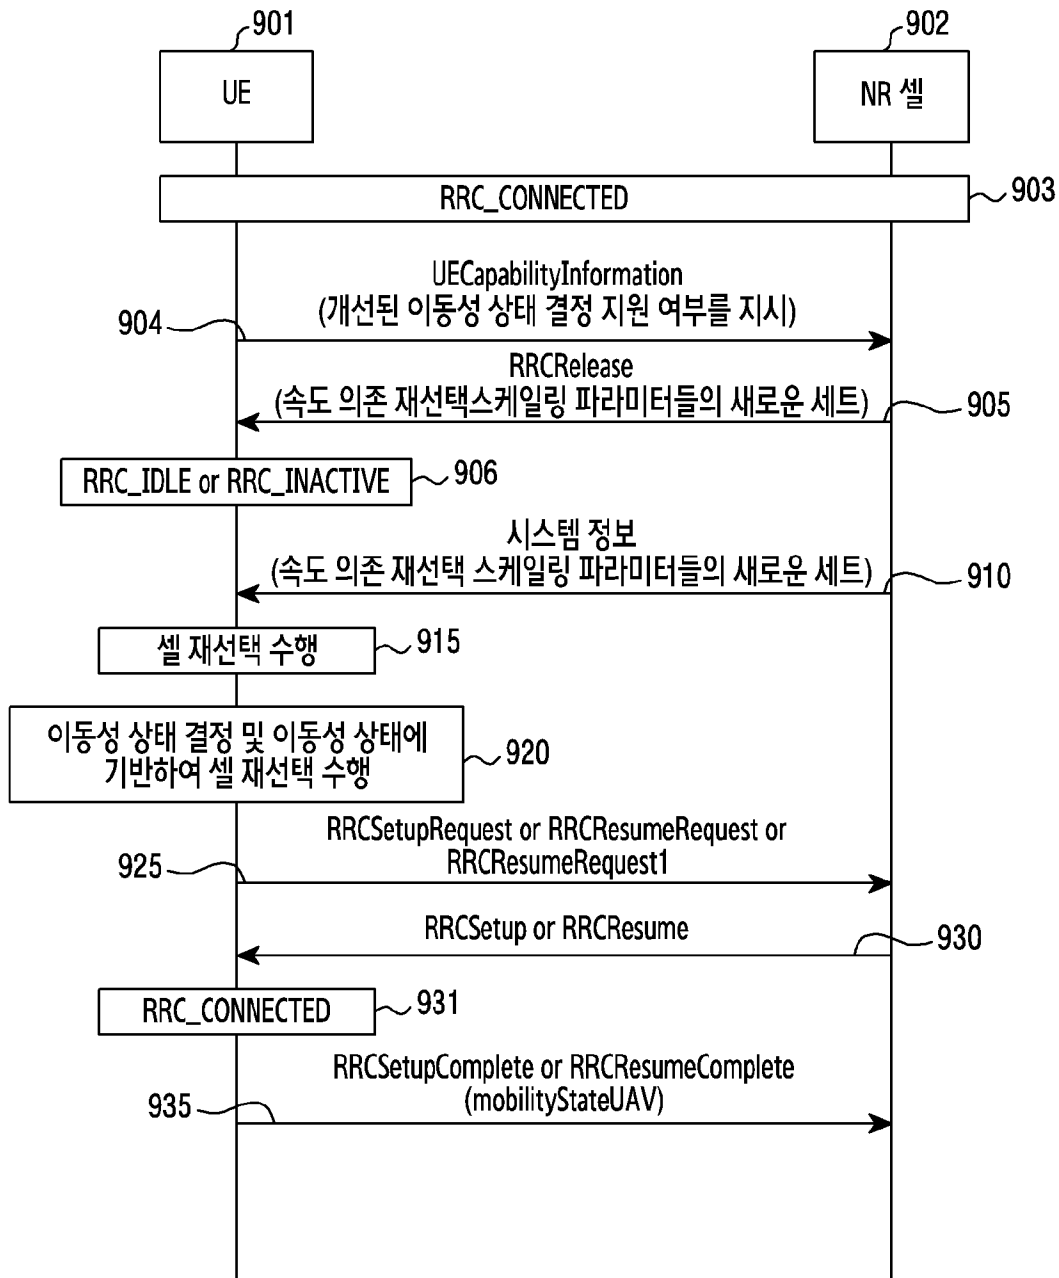 901
902
UE
NR 셀
RRC_CONNECTED
903
UECapabilityInformation
(개선된 이동성 상태 결정 지원 여부를 지시)
904
RRCRelease
(속도 의존 재선택스케일링 파라미터들의 새로운 세트)
905
RRC_IDLE or RRC_INACTIVE
906
시스템 정보
(속도 의존 재선택 스케일링 파라미터들의 새로운 세트)
910
셀 재선택 수행
915
이동성 상태 결정 및 이동성 상태에
기반하여 셀 재선택 수행
920
RRCSetupRequest or RRCResumeRequest or
RRCResumeRequest1
925
RRCSetup or RRCResume
930
RRC_CONNECTED
931
RRCSetupComplete or RRCResumeComplete
(mobilityStateUAV)
935